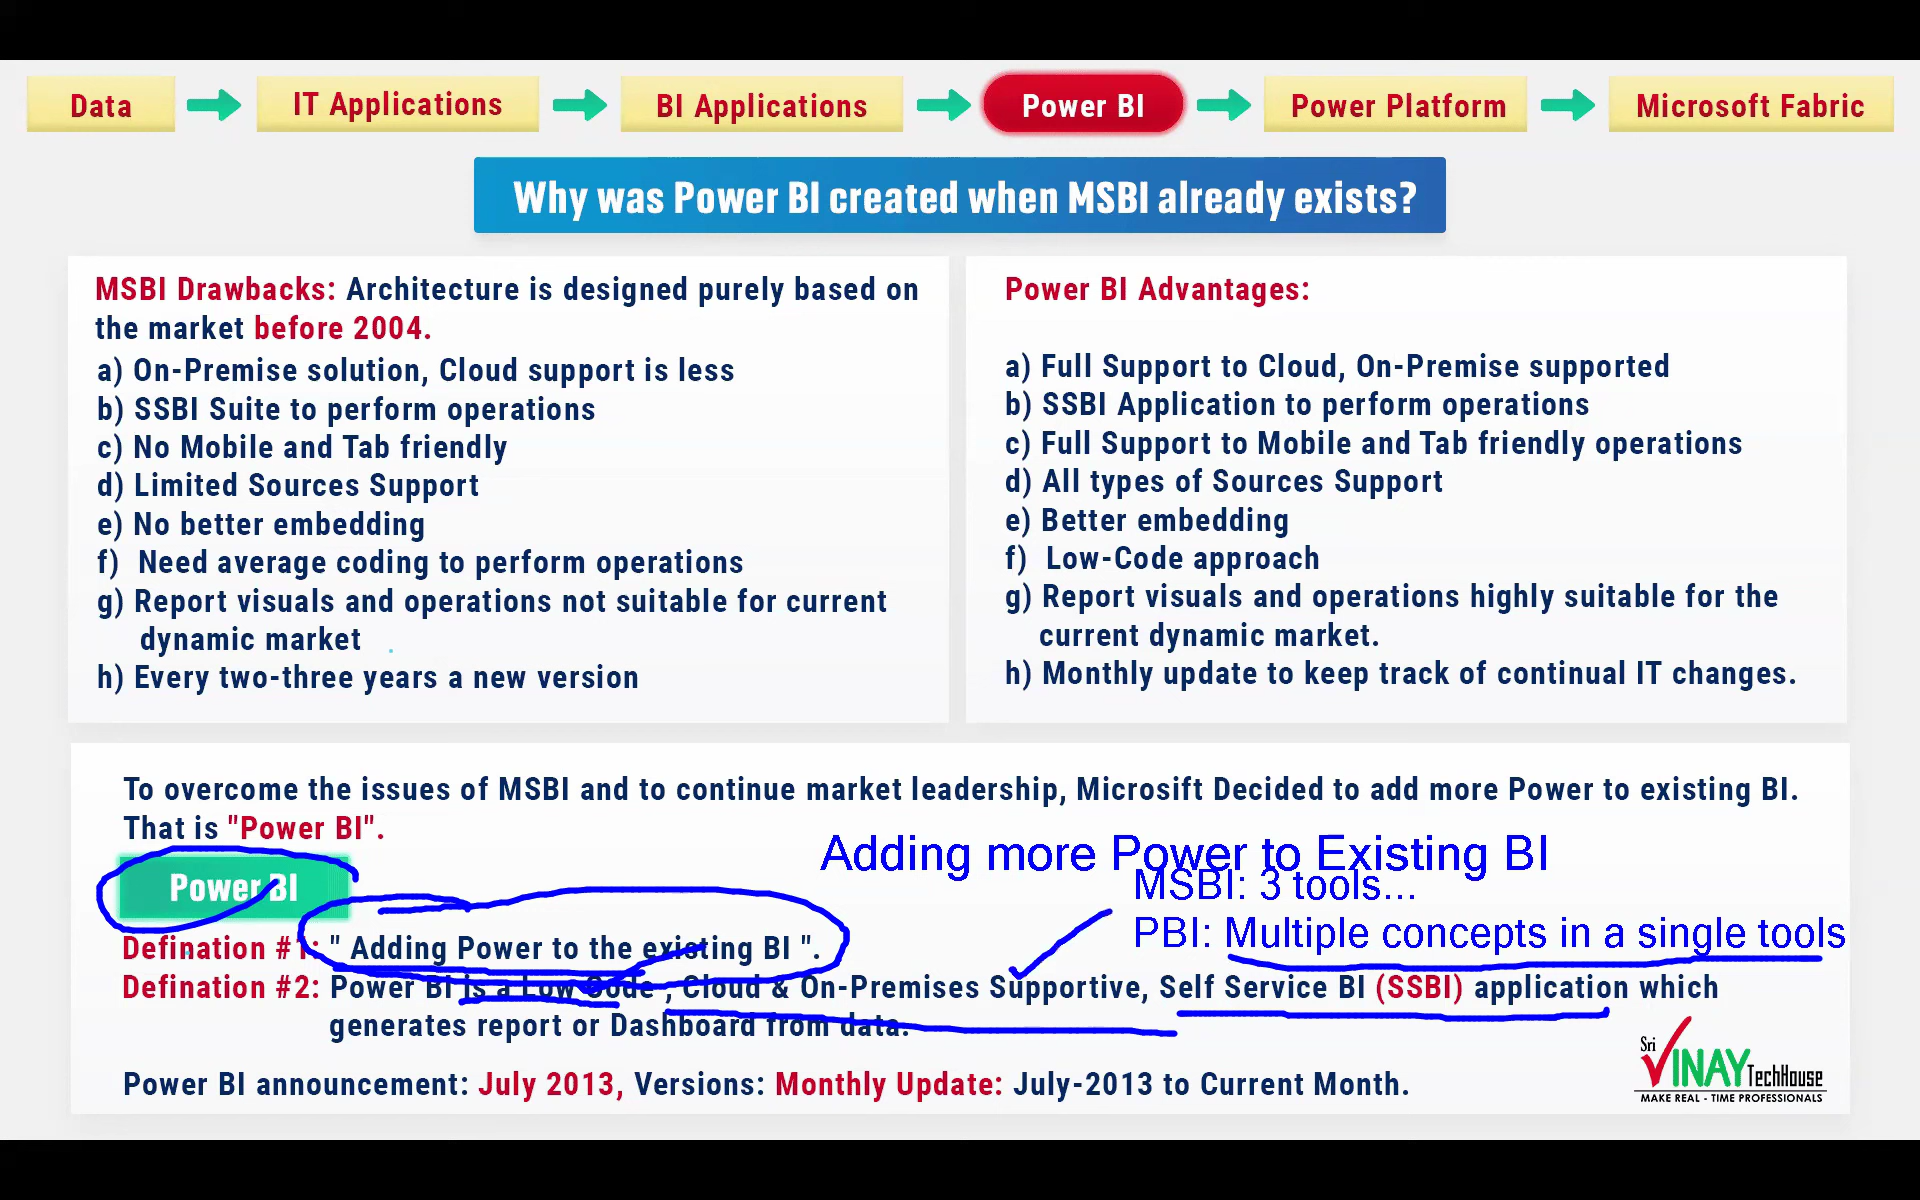 Data
IT Applications
BI Applications
Power BI
Power Platform
Microsoft Fabric
Why was Power BI created when MSBI already exists?
MSBI Drawbacks: Architecture is designed purely based on
the market before 2004.
a) On-Premise solution, Cloud support is less
b) SSBI Suite to perform operations
c) No Mobile and Tab friendly
d) Limited Sources Support
e) No better embedding
f) Need average coding to perform operations
g) Report visuals and operations not suitable for current
dynamic market
h) Every two-three years a new version
Power BI Advantages:
a) Full Support to Cloud, On-Premise supported
b) SSBI Application to perform operations
c) Full Support to Mobile and Tab friendly operations
d) All types of Sources Support
e) Better embedding
f) Low-Code approach
g) Report visuals and operations highly suitable for the
current dynamic market.
h) Monthly update to keep track of continual IT changes.
To overcome the issues of MSBI and to continue market leadership, Microsift Decided to add more Power to existing BI.
That is "Power BI".
Adding more Power to Existing BI
MSBI: 3 tools...
Power BI
PBI: Multiple concepts in a single tools
Defination #1: " Adding Power to the existing BI ".
Defination #2: Power BI is a Low Code , Cloud & On-Premises Supportive, Self Service BI (SSBI) application which
generates report or Dashboard from data.
Power BI announcement: July 2013, Versions: Monthly Update: July-2013 to Current Month.
Sri
VINAY TechHouse
MAKE REAL - TIME PROFESSIONALS